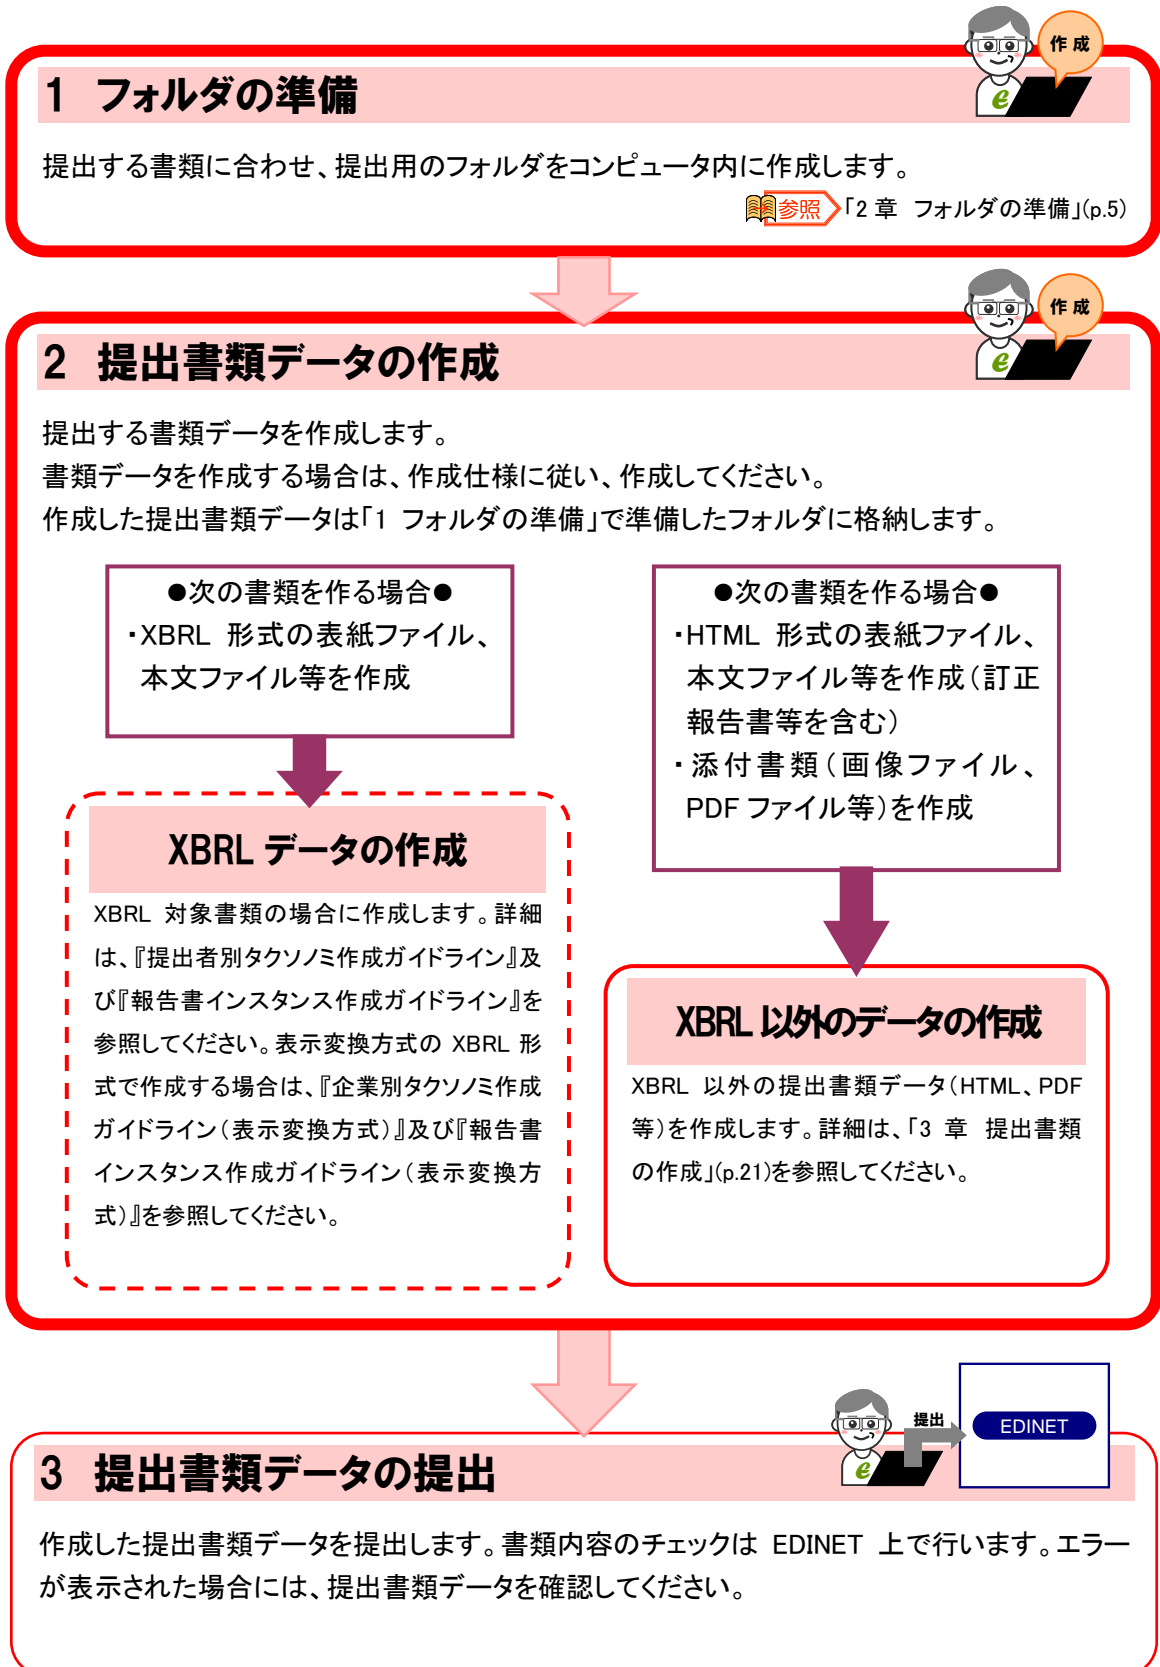 作成
1 フォルダの準備
提出する書類に合わせ、提出用のフォルダをコンピュータ内に作成します。
参照 「2 章 フォルダの準備」(p.5)
作成
2 提出書類データの作成
提出する書類データを作成します。
書類データを作成する場合は、作成仕様に従い、作成してください。
作成した提出書類データは「1 フォルダの準備」で準備したフォルダに格納します。
●次の書類を作る場合●
・XBRL 形式の表紙ファイル、
本文ファイル等を作成
XBRL データの作成
XBRL 対象書類の場合に作成します。詳細
は、『提出者別タクソノミ作成ガイドライン』及
び『報告書インスタンス作成ガイドライン』を
参照してください。表示変換方式の XBRL 形
式で作成する場合は、『企業別タクソノミ作成
ガイドライン（表示変換方式）』及び『報告書
インスタンス作成ガイドライン（表示変換方
式）』を参照してください。
●次の書類を作る場合●
・HTML 形式の表紙ファイル、
本文ファイル等を作成（訂正
報告書等を含む）
・添付書類（画像ファイル、
PDF ファイル等）を作成
XBRL 以外のデータの作成
XBRL 以外の提出書類データ（HTML、PDF
等）を作成します。詳細は、「3 章 提出書類
の作成」(p.21)を参照してください。
提出
EDINET
3 提出書類データの提出
作成した提出書類データを提出します。書類内容のチェックは EDINET 上で行います。エラー
が表示された場合には、提出書類データを確認してください。